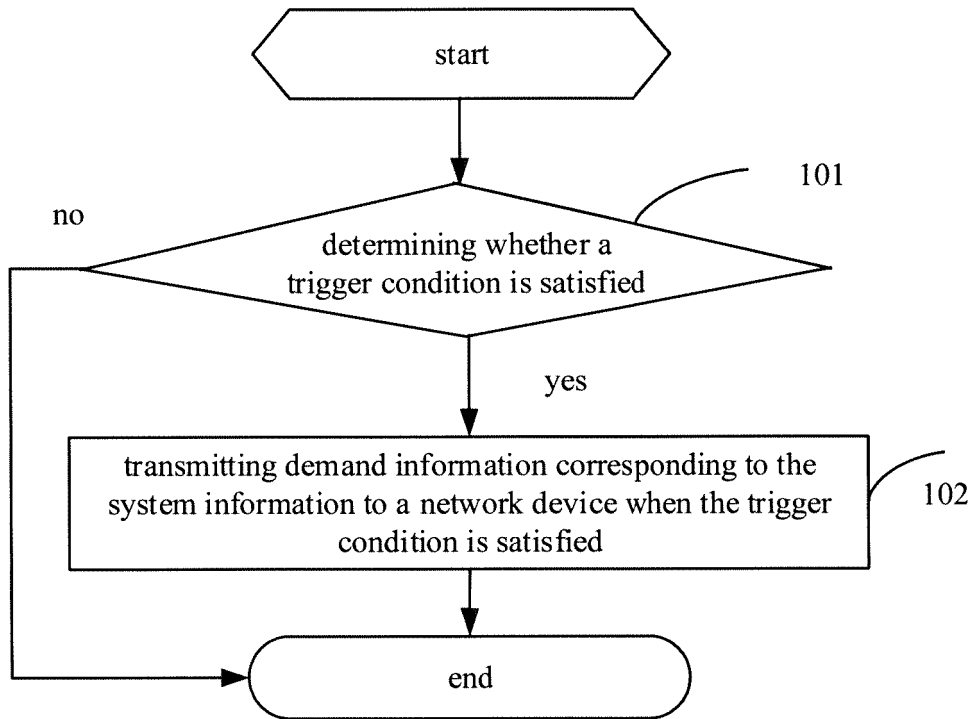 start
101
no
determining whether a
trigger condition is satisfied
yes
transmitting demand information corresponding to the
system information to a network device when the trigger
condition is satisfied
102
end